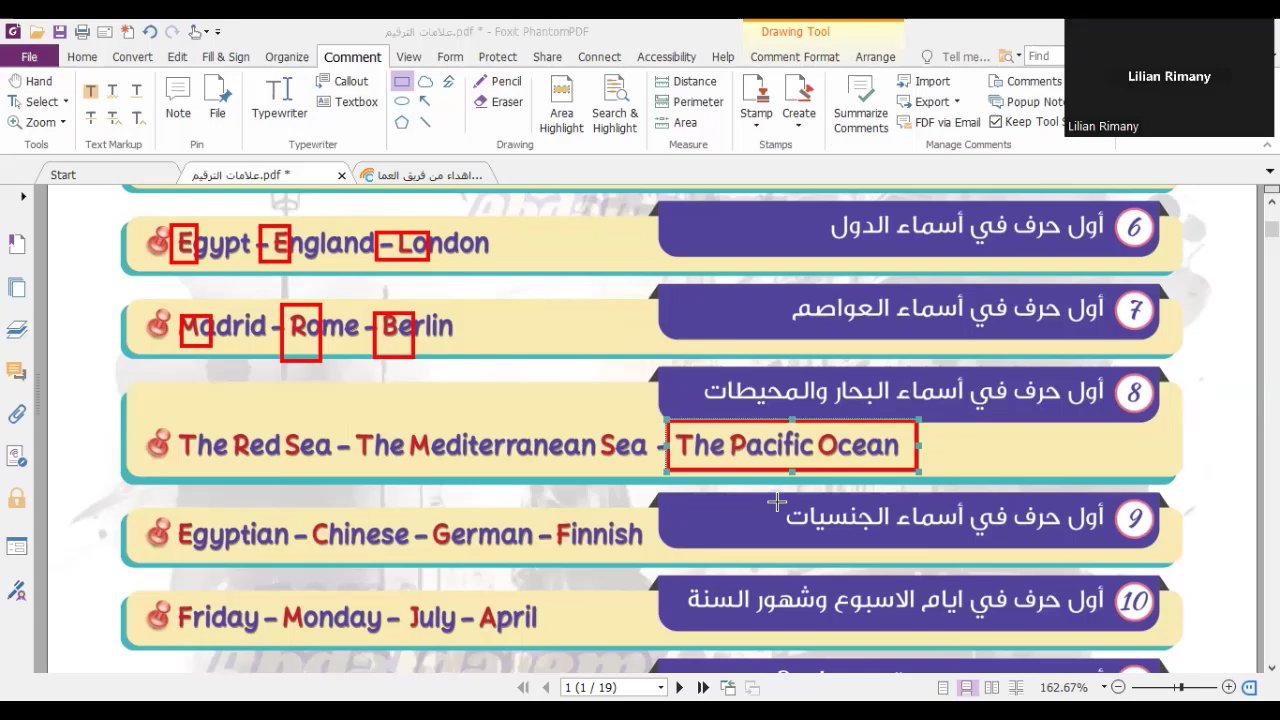 علامات الترقيم.pdf * - Foxit PhantomPDF
Drawing Tool
File Home Convert Edit Fill & Sign Organize Comment View Form Protect Share Connect Accessibility Help Comment Format Arrange Tell me... Find
Lilian Rimany
Lilian Rimany
Hand
Select
Zoom
Tools
Text Markup
Note
File
Pin
Typewriter
Callout
Textbox
Typewriter
Pencil
Eraser
Area Highlight
Search & Highlight
Drawing
Distance
Perimeter
Area
Measure
Stamp
Create
Stamps
Summarize Comments
Import
Export
FDF via Email
Comments
Popup Note
Keep Tool S
Manage Comments
Start
علامات الترقيم.pdf *
اهداء من فريق العما...
6 أول حرف في أسماء الدول
Egypt – England – London
7 أول حرف في أسماء العواصم
Madrid – Rome – Berlin
8 أول حرف في أسماء البحار والمحيطات
The Red Sea – The Mediterranean Sea – The Pacific Ocean
9 أول حرف في أسماء الجنسيات
Egyptian – Chinese – German – Finnish
10 أول حرف في ايام الاسبوع وشهور السنة
Friday – Monday – July – April
1 (1 / 19)
162.67%